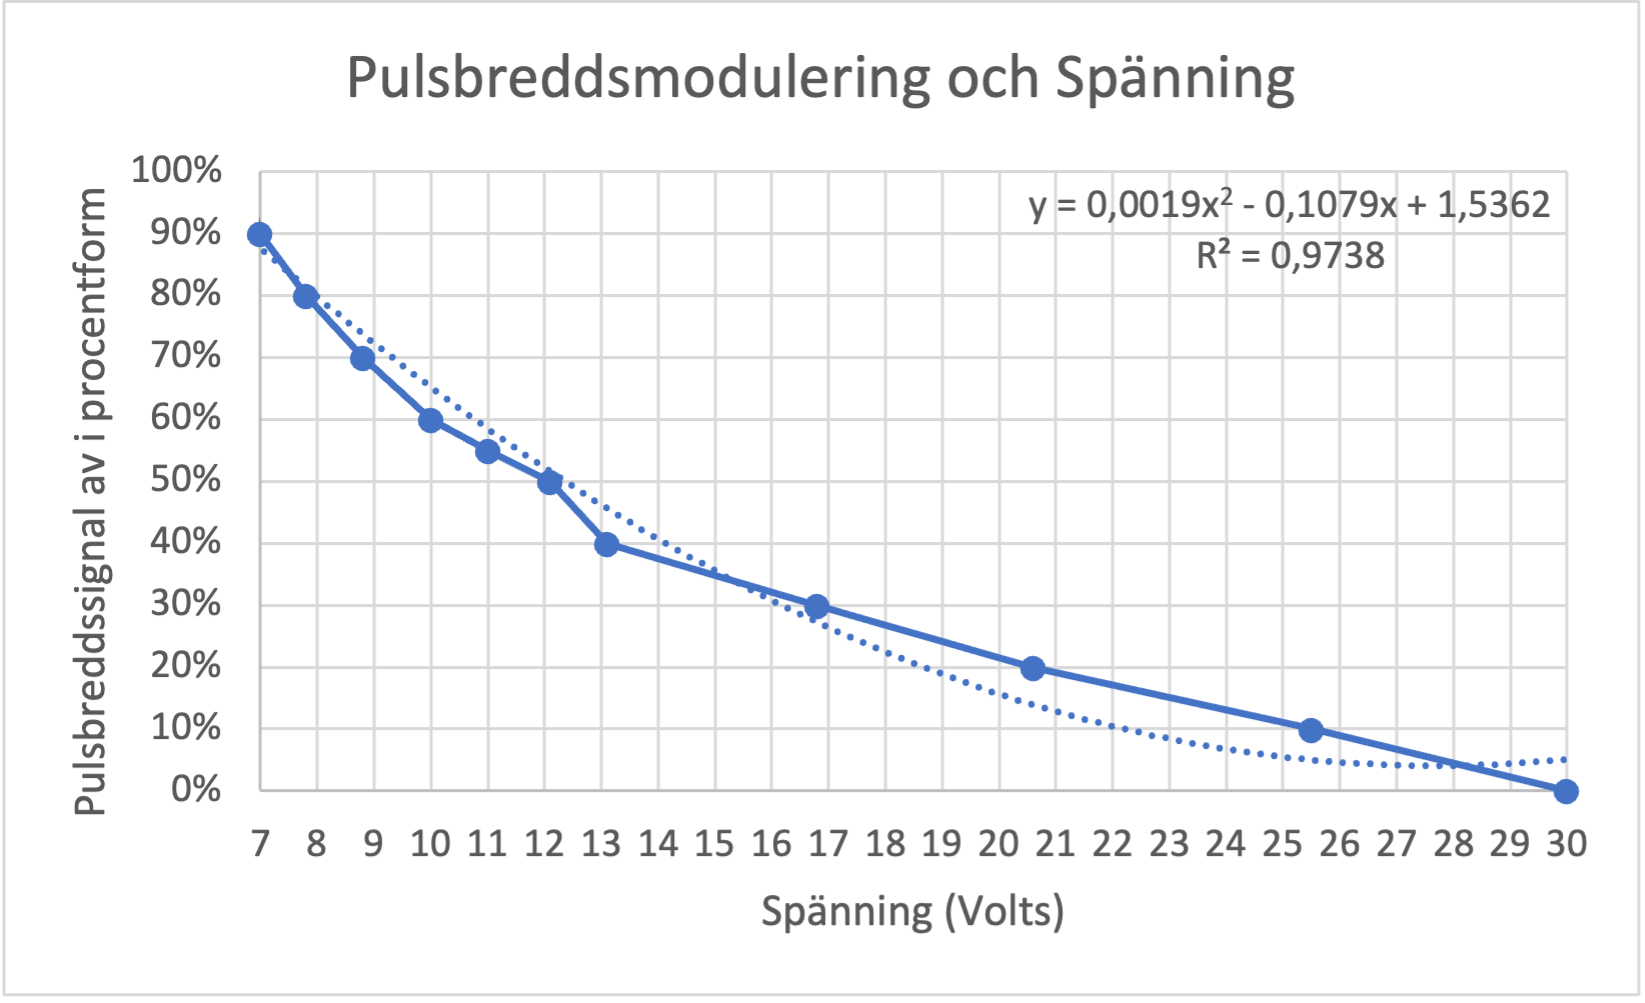 Pulsbreddsmodulering och Spänning
y = 0,0019x² - 0,1079x + 1,5362
R² = 0,9738
Pulsbreddssignal av i procentform
100%
90%
80%
70%
60%
50%
40%
30%
20%
10%
0%
7 8 9 10 11 12 13 14 15 16 17 18 19 20 21 22 23 24 25 26 27 28 29 30
Spänning (Volts)